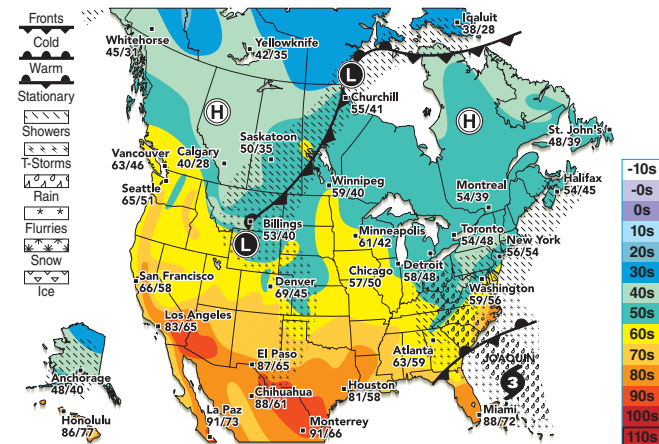 Fronts
Cold
Warm
Stationary
Showers
T-Storms
Rain
Flurries
Snow
Ice
Whitehorse
45/31
Yellowknife
42/35
Iqaluit
38/28
L
Churchill
55/41
H
H
St. John's
48/39
Saskatoon
50/35
Vancouver
63/46
Calgary
40/28
Seattle
65/51
Winnipeg
59/40
Montreal
54/39
Halifax
54/45
Billings
53/40
L
Minneapolis
61/42
Toronto
54/48
New York
56/54
San Francisco
66/58
Denver
69/45
Chicago
57/50
Detroit
58/48
Washington
59/56
Los Angeles
83/65
El Paso
87/65
Atlanta
63/59
JOAQUIN
3
Anchorage
48/40
Honolulu
86/77
Chihuahua
88/61
Houston
81/58
La Paz
91/73
Monterrey
91/66
Miami
88/72
-10s
-0s
0s
10s
20s
30s
40s
50s
60s
70s
80s
90s
100s
110s